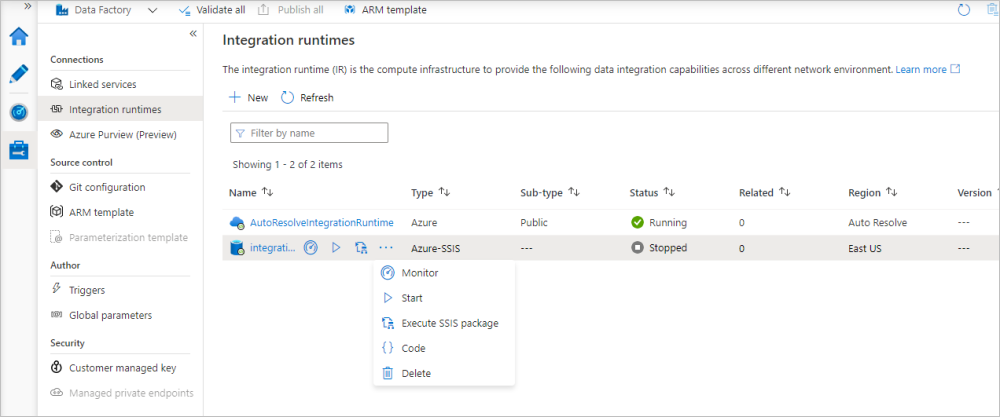 Data Factory Validate all Publish all ARM template
Integration runtimes
Connections
The integration runtime (IR) is the compute infrastructure to provide the following data integration capabilities across different network environment. Learn more
Linked services
Integration runtimes
New Refresh
Azure Purview (Preview)
Filter by name
Source control
Showing 1 - 2 of 2 items
Git configuration
Name Type Sub-type Status Related Region Version
ARM template
AutoResolveIntegrationRuntime Azure Public Running 0 Auto Resolve ---
Parameterization template
integrati... ... Azure-SSIS --- Stopped 0 East US ---
Author
Monitor
Triggers
Start
Global parameters
Execute SSIS package
Security
Code
Customer managed key
Delete
Managed private endpoints